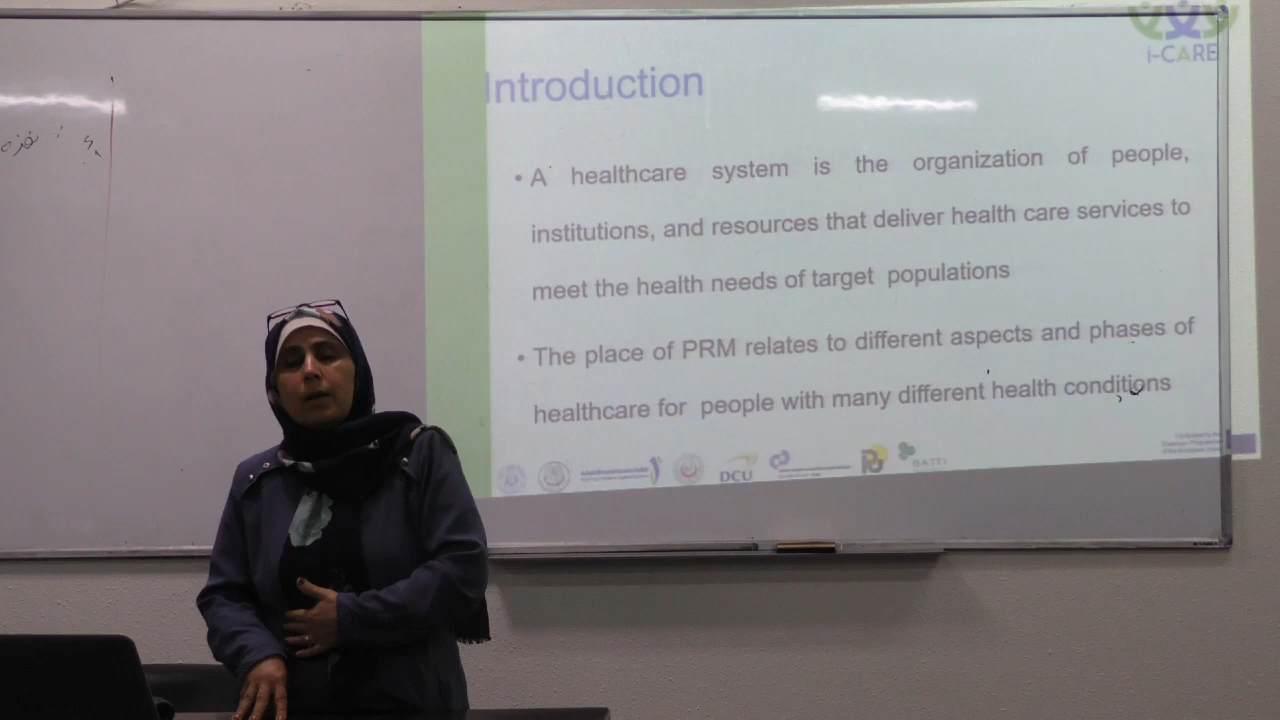 i-CARE
Introduction
• A healthcare system is the organization of people,
institutions, and resources that deliver health care services to
meet the health needs of target populations
• The place of PRM relates to different aspects and phases of
healthcare for people with many different health conditions
DCU